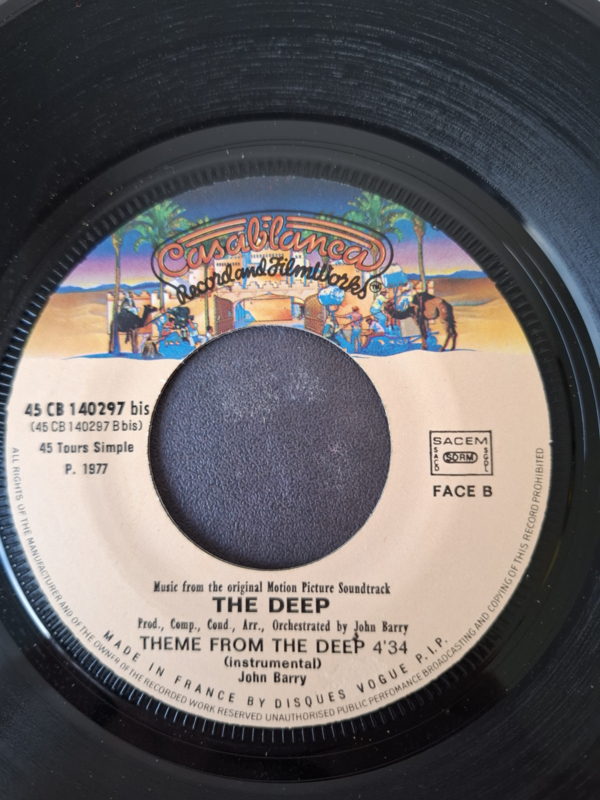 Casablanca
Record and FilmWorks
45 CB 140297 bis
(45 CB 140297 B bis)
45 Tours Simple
P. 1977
SACEM
SACD SDRM SGDL
FACE B
Music from the original Motion Picture Soundtrack
THE DEEP
Prod., Comp., Cond., Arr., Orchestrated by John Barry
THEME FROM THE DEEP 4'34
(instrumental)
John Barry
MADE IN FRANCE BY DISQUES VOGUE P.I.P.
ALL RIGHTS OF THE MANUFACTURER AND OF THE OWNER OF THE RECORDED WORK RESERVED UNAUTHORISED PUBLIC PERFOMANCE BROADCASTING AND COPYING OF THIS RECORD PROHIBITED